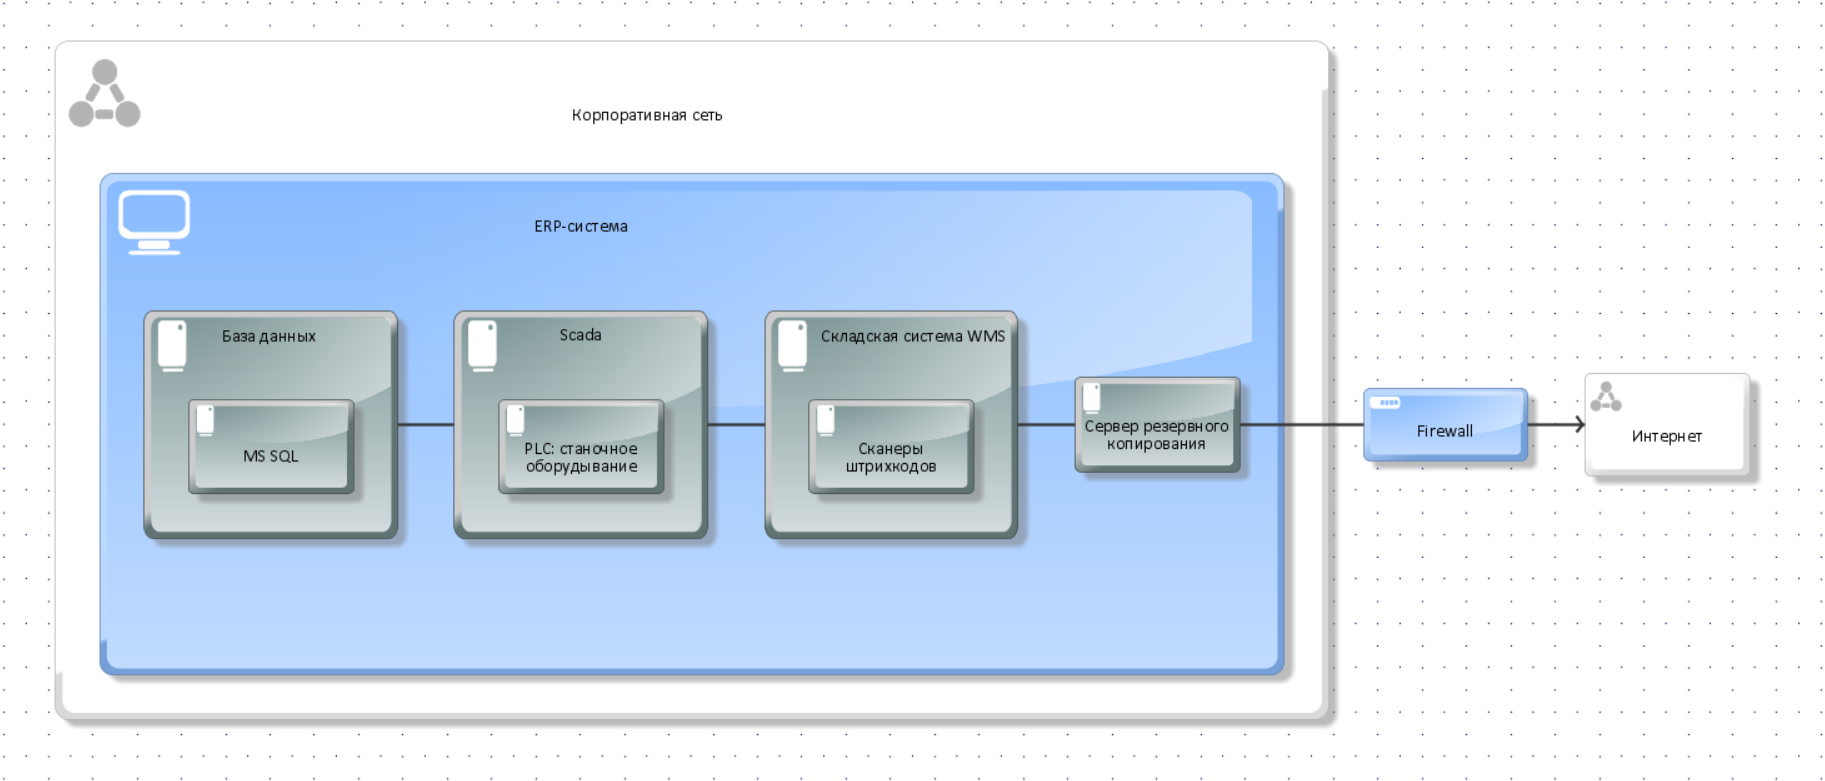 Корпоративная сеть
ERP-система
База данных
MS SQL
Scada
PLC: станочное
оборудывание
Складская система WMS
Сканеры
штрихкодов
Сервер резервного
копирования
Firewall
Интернет